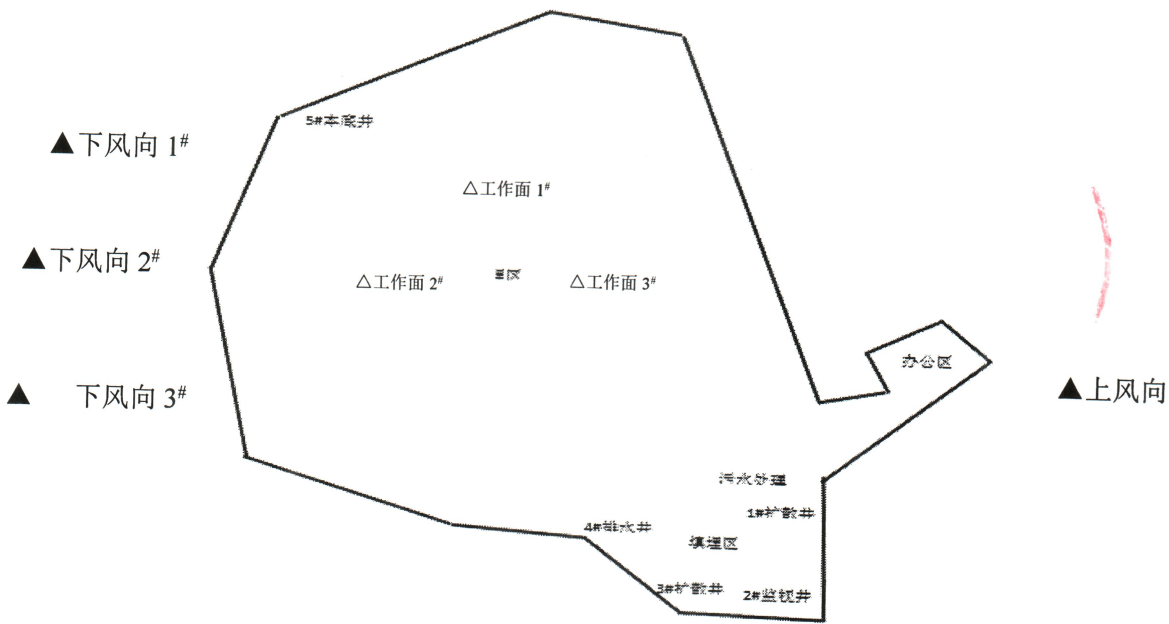 5#本底井
▲下风向 1#
△工作面 1#
▲下风向 2#
△工作面 2#
△工作面 3#
办公区
▲ 下风向 3#
▲上风向
污水处理
1#扩散井
4#排水井
填埋区
3#扩散井
2#监视井